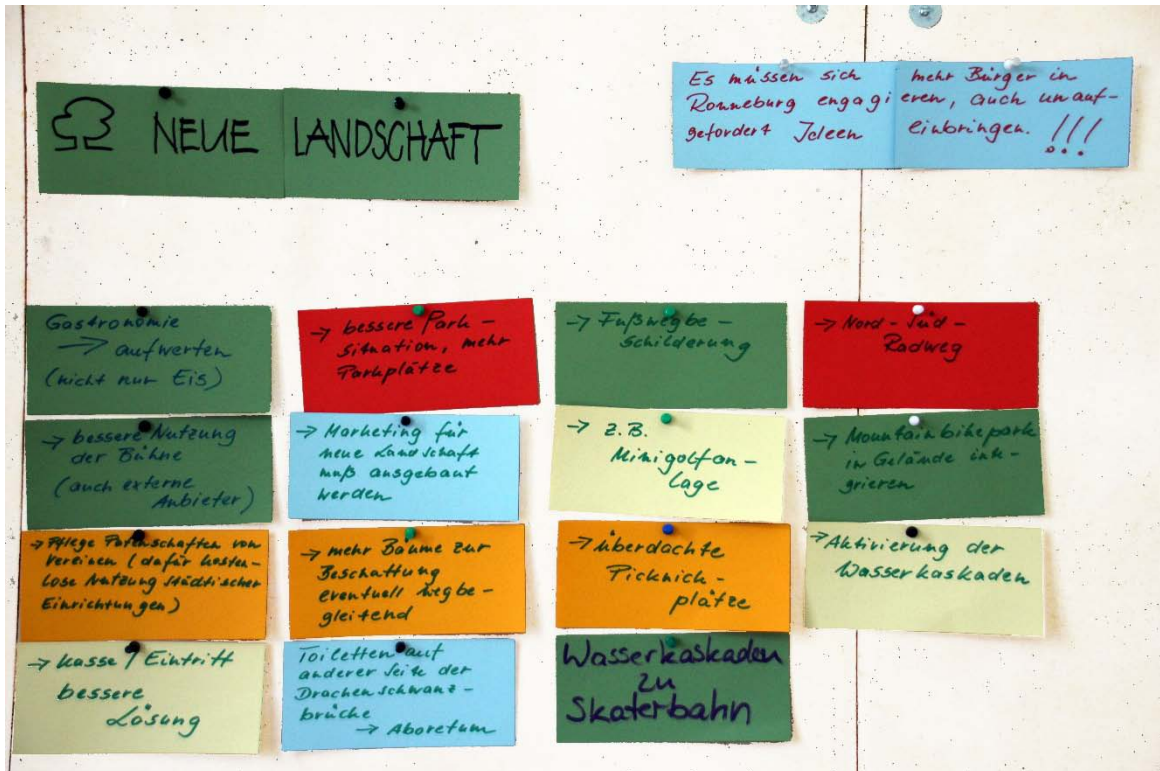 NEUE LANDSCHAFT
Es müssen sich mehr Bürger in
Ronneburg engagieren, auch unauf-
gefordert Ideen einbringen. !!!
Gastronomie
→ aufwerten
(nicht nur Eis)
→ bessere Park-
situation, mehr
Parkplätze
→ Fußwegbe-
schilderung
→ Nord-Süd-
Radweg
→ bessere Nutzung
der Bühne
(auch externe
Anbieter)
→ Marketing für
neue Landschaft
muß ausgebaut
werden
→ z.B.
Minigolfan-
lage
→ Mountainbikepark
in Gelände inte-
grieren
→ Pflege Patenschaften von
Vereinen (dafür kosten-
lose Nutzung städtischer
Einrichtungen)
→ mehr Bäume zur
Beschattung
eventuell wegbe-
gleitend
→ überdachte
Picknick-
plätze
→ Aktivierung der
Wasserkaskaden
→ Kasse / Eintritt
bessere
Lösung
Toiletten auf
anderer Seite der
Drachenschwanz-
brücke
→ Aboretum
Wasserkaskaden
zu
Skaterbahn